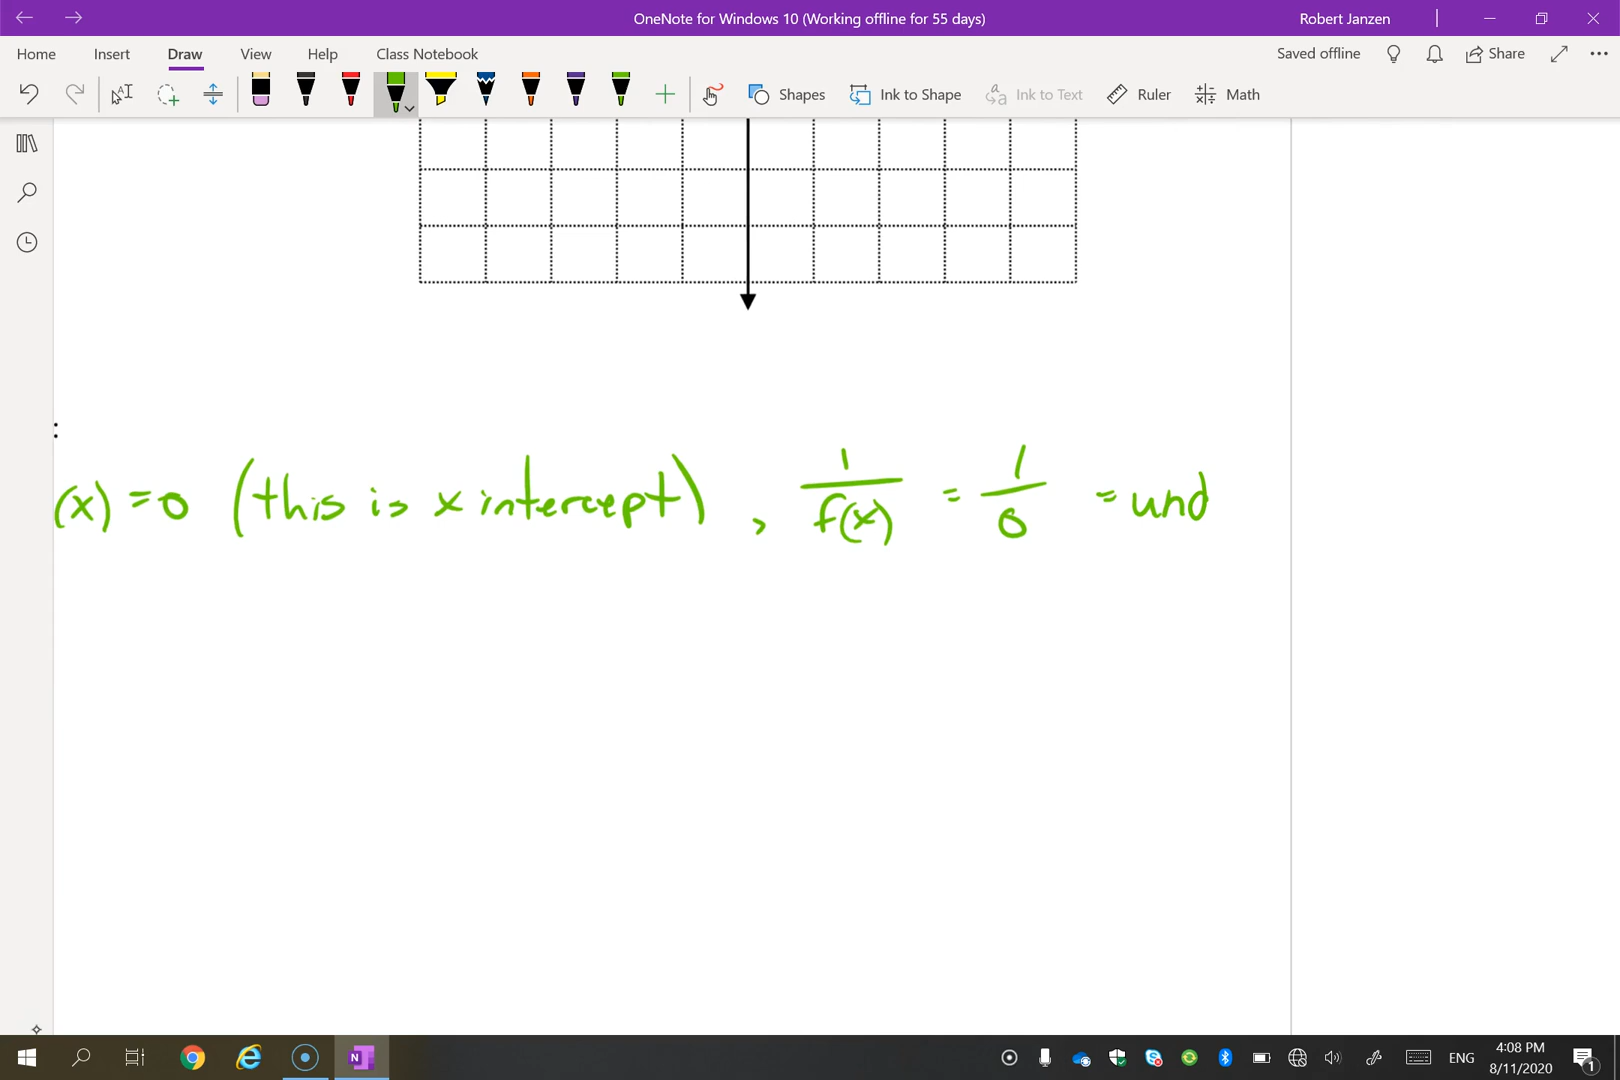 OneNote for Windows 10 (Working offline for 55 days)
Robert Janzen
Home Insert Draw View Help Class Notebook
Saved offline Share
Shapes Ink to Shape Ink to Text Ruler Math
:
(x) = 0 (this is x intercept) , 1/f(x) = 1/0 = und
ENG
4:08 PM
8/11/2020
1